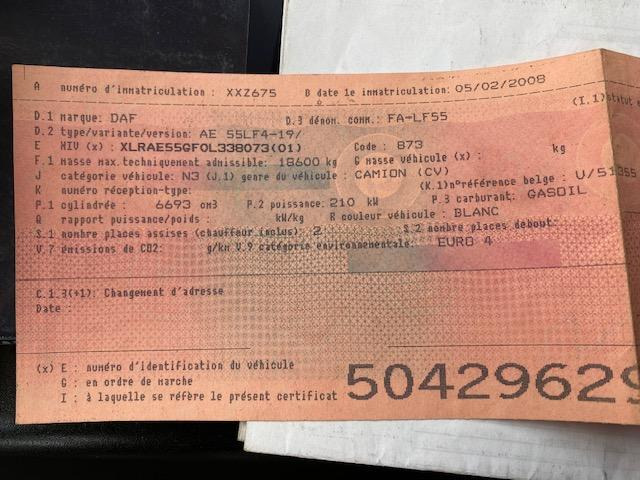 A numéro d'immatriculation : XXZ675 B date le immatriculation: 05/02/2008
(I.1)statut
D.1 marque: DAF D.3 dénom. comm.: FA-LF55
D.2 type/variante/version: AE 55LF4-19/
E NIV (x) : XLRAE55GF0L338073(01) Code : 873
F.1 masse max.techniquement admissible: 18600 kg G masse véhicule (x) : kg
J catégorie véhicule: N3 (J.1) genre du véhicule : CAMION (CV)
K numéro réception-type: (K.1)n°référence belge : U/51355
P.1 cylindrée : 6693 cm3 P.2 puissance: 210 kW P.3 carburant: GASOIL
Q rapport puissance/poids : kW/kg R couleur véhicule : BLANC
S.1 nombre places assises (chauffeur inclus): 2 S.2 nombre places debout:
V.7 émissions de CO2: g/km V.9 catégorie environnementale: EURO 4
C.1.3(+1): Changement d'adresse
Date :
(x) E : numéro d'identification du véhicule
G : en ordre de marche
I : à laquelle se réfère le présent certificat
50429629